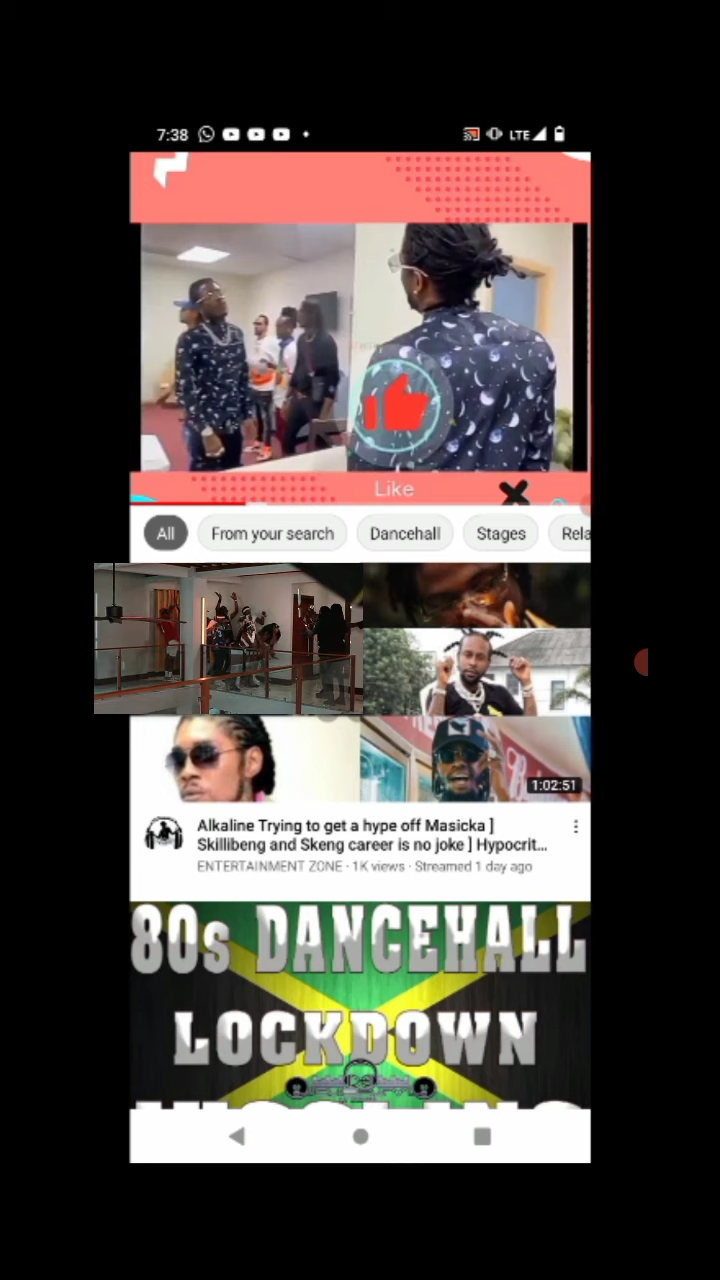 7:38
LTE
Like
All
From your search
Dancehall
Stages
Rela
1:02:51
Alkaline Trying to get a hype off Masicka ]
Skillibeng and Skeng career is no joke ] Hypocrit...
ENTERTAINMENT ZONE · 1K views · Streamed 1 day ago
80s DANCEHALL
LOCKDOWN